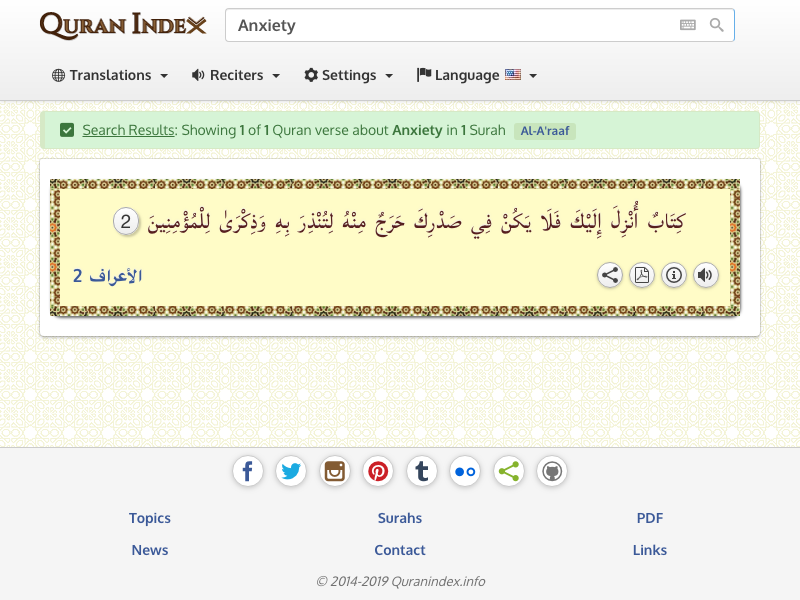 QURAN INDEX
Anxiety
Translations Reciters Settings Language
Search Results: Showing 1 of 1 Quran verse about Anxiety in 1 Surah Al-A'raaf
كِتَابٌ أُنْزِلَ إِلَيْكَ فَلَا يَكُنْ فِي صَدْرِكَ حَرَجٌ مِنْهُ لِتُنْذِرَ بِهِ وَذِكْرَىٰ لِلْمُؤْمِنِينَ 2
الأعراف 2
Topics Surahs PDF
News Contact Links
© 2014-2019 Quranindex.info